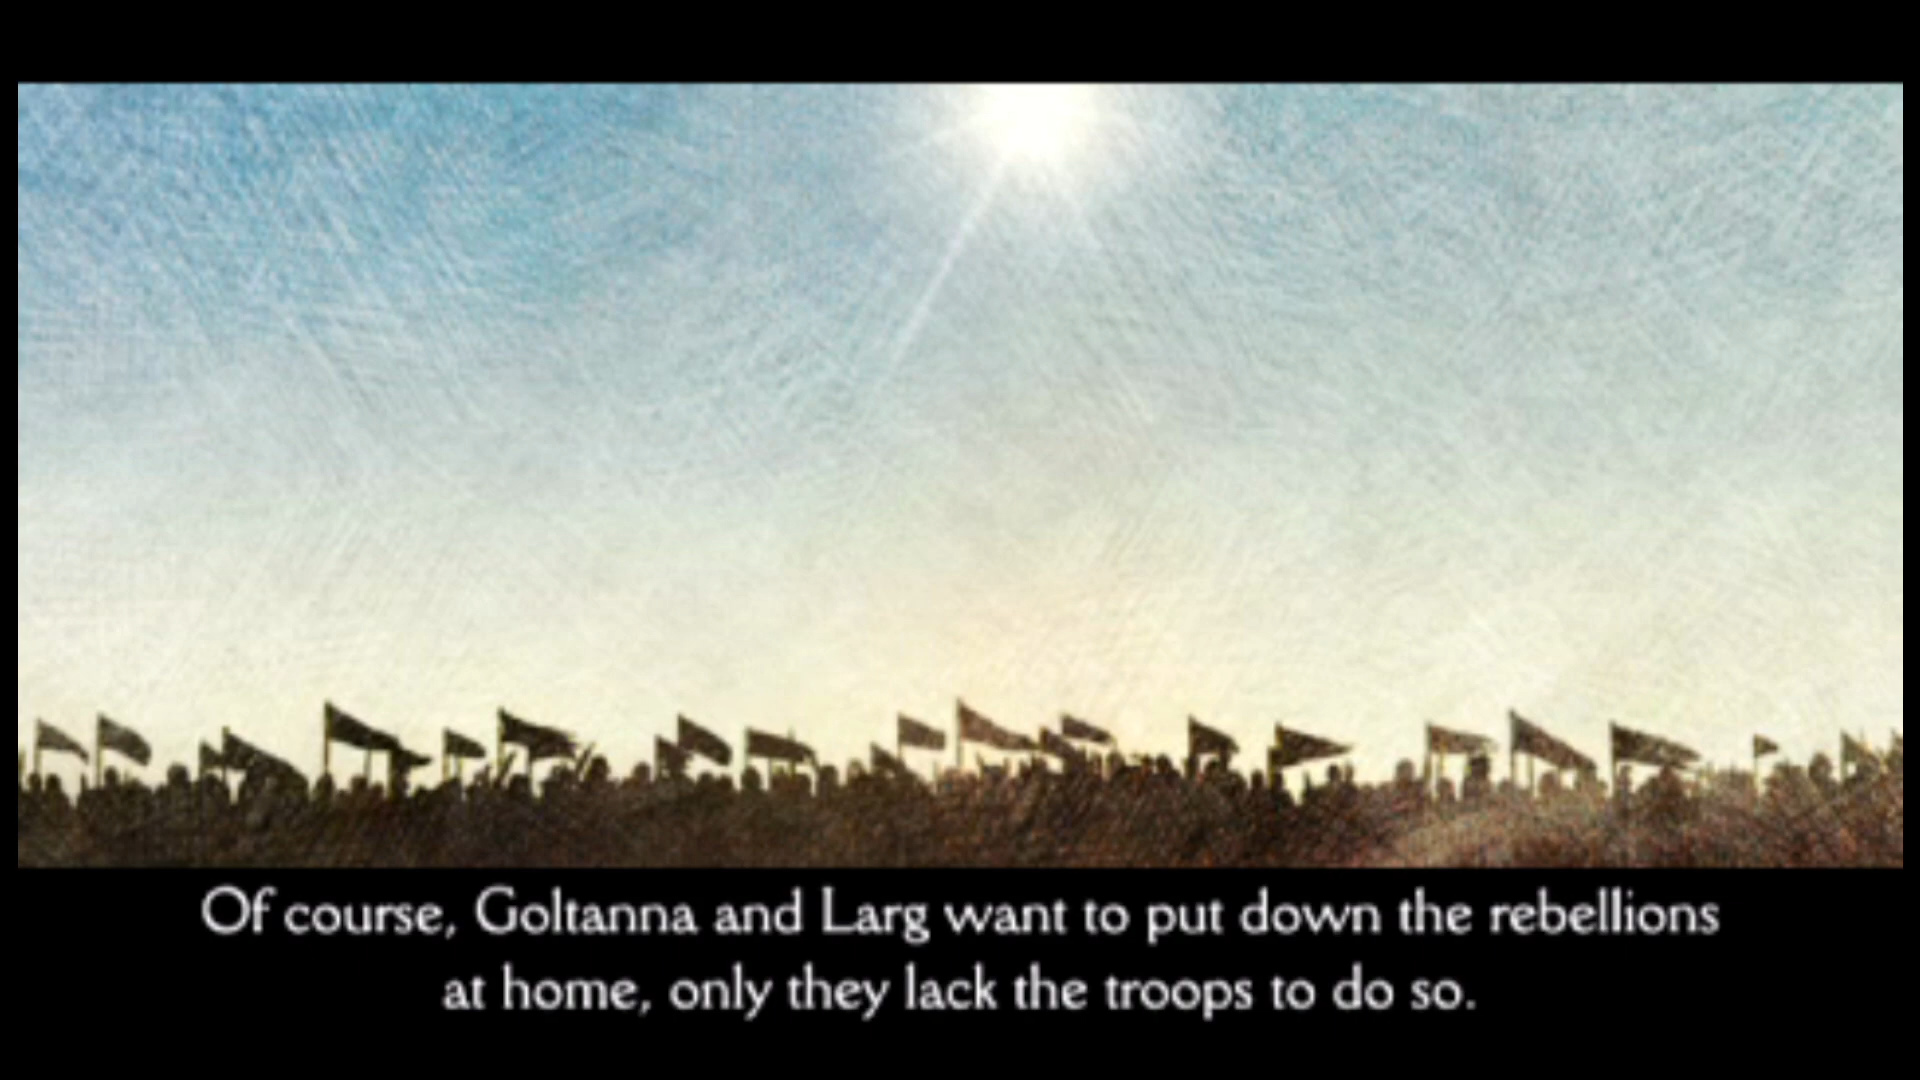 Of course, Goltanna and Larg want to put down the rebellions
at home, only they lack the troops to do so.